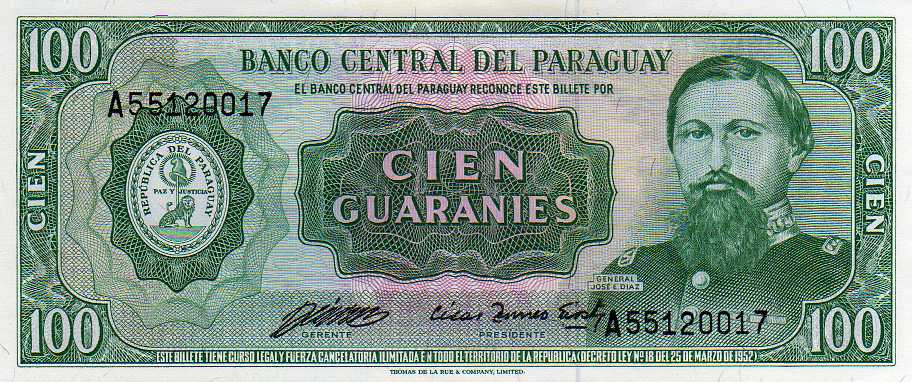 100
100
BANCO CENTRAL DEL PARAGUAY
EL BANCO CENTRAL DEL PARAGUAY RECONOCE ESTE BILLETE POR
A55120017
REPÚBLICA DEL PARAGUAY
PAZ Y JUSTICIA
CIEN
CIEN
GUARANIES
CIEN
GENERAL
JOSE E. DIAZ
GERENTE
PRESIDENTE
A55120017
100
100
ESTE BILLETE TIENE CURSO LEGAL Y FUERZA CANCELATORIA ILIMITADA EN TODO EL TERRITORIO DE LA REPUBLICA (DECRETO LEY Nº 18 DEL 25 DE MARZO DE 1952)
THOMAS DE LA RUE & COMPANY, LIMITED.